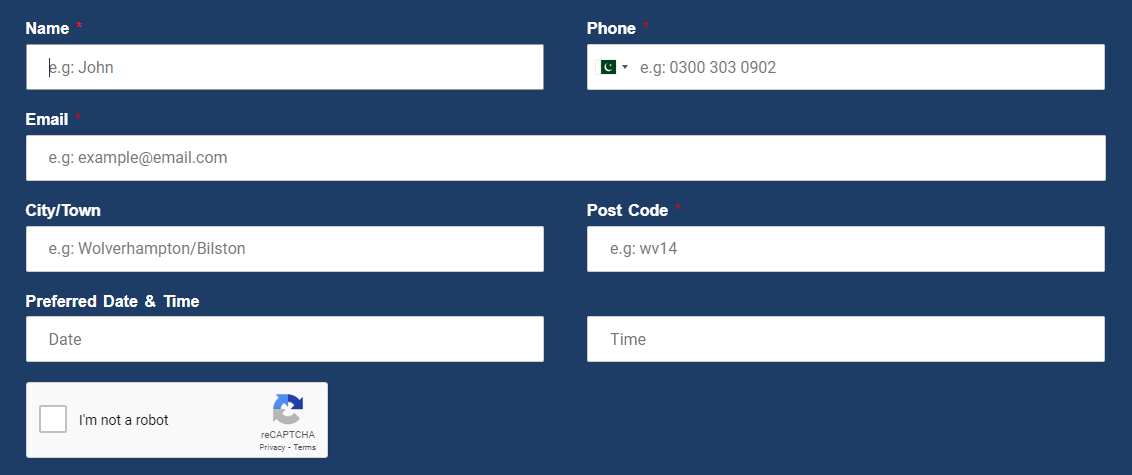 Name * Phone *
e.g: John e.g: 0300 303 0902
Email *
e.g: example@email.com
City/Town Post Code *
e.g: Wolverhampton/Bilston e.g: wv14
Preferred Date & Time
Date Time
I'm not a robot
reCAPTCHA
Privacy - Terms